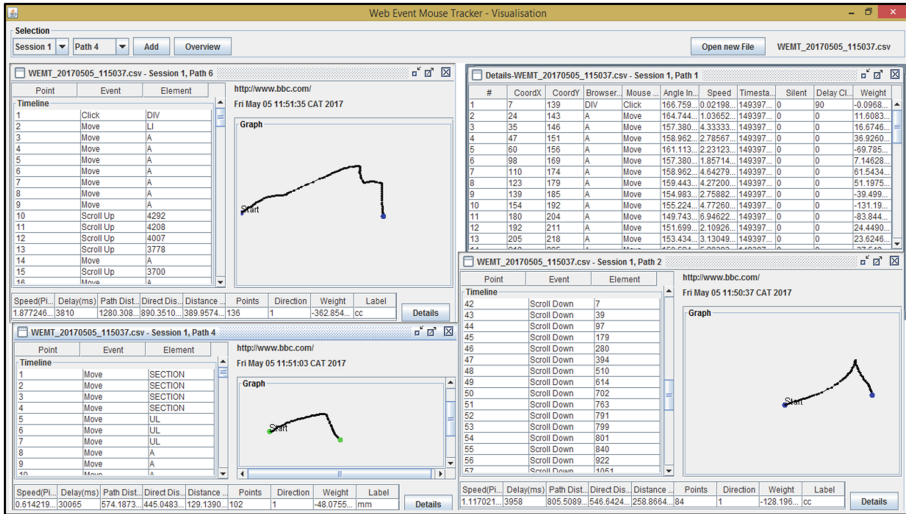 Web Event Mouse Tracker - Visualisation
Selection
Session 1 Path 4 Add Overview Open new File WEMT_20170505_115037.csv
WEMT_20170505_115037.csv - Session 1, Path 6
Point Event Element
Timeline
1 Click DIV
2 Move LI
3 Move A
4 Move A
5 Move A
6 Move A
7 Move A
8 Move A
9 Move A
10 Scroll Up 4292
11 Scroll Up 4208
12 Scroll Up 4007
13 Scroll Up 3778
14 Move A
15 Scroll Up 3700
16 Move A
http://www.bbc.com/
Fri May 05 11:51:35 CAT 2017
Graph
Start
Speed(Pi... Delay(ms) Path Dist... Direct Dis... Distance ... Points Direction Weight Label
1.877246... 3810 1280.308... 890.3510... 389.9574... 136 1 -362.854... cc
Details
Details-WEMT_20170505_115037.csv - Session 1, Path 1
# CoordX CoordY Browser... Mouse ... Angle In... Speed Timesta... Silent Delay Cl... Weight
1 7 139 DIV Click 166.759... 0.02198... 149397... 0 90 -0.0968...
2 24 143 A Move 164.744... 1.03652... 149397... 0 0 11.6083...
3 35 146 A Move 157.380... 4.33333... 149397... 0 0 16.6746...
4 47 151 A Move 158.962... 2.78567... 149397... 0 0 36.9260...
5 60 156 A Move 161.113... 2.23123... 149397... 0 0 -69.785...
6 98 169 A Move 157.380... 1.85714... 149397... 0 0 7.14628...
7 110 174 A Move 158.962... 4.64279... 149397... 0 0 61.5434...
8 123 179 A Move 159.443... 4.27200... 149397... 0 0 51.1975...
9 139 185 A Move 154.983... 2.75882... 149397... 0 0 -39.499...
10 154 192 A Move 155.224... 4.77260... 149397... 0 0 -131.19...
11 180 204 A Move 149.743... 6.94622... 149397... 0 0 -83.844...
12 192 211 A Move 151.699... 2.10926... 149397... 0 0 24.4490...
13 205 218 A Move 153.434... 3.13049... 149397... 0 0 23.6246...
WEMT_20170505_115037.csv - Session 1, Path 4
Point Event Element
Timeline
1 Move SECTION
2 Move SECTION
3 Move SECTION
4 Move SECTION
5 Move UL
6 Move UL
7 Move UL
8 Move A
9 Move A
10 Move A
http://www.bbc.com/
Fri May 05 11:51:03 CAT 2017
Graph
Start
Speed(Pi... Delay(ms) Path Dist... Direct Dis... Distance ... Points Direction Weight Label
0.614219... 30065 574.1873... 445.0483... 129.1390... 102 1 -48.0755... mm
Details
WEMT_20170505_115037.csv - Session 1, Path 2
Point Event Element
Timeline
42 Scroll Down 7
43 Scroll Down 39
44 Scroll Down 97
45 Scroll Down 179
46 Scroll Down 280
47 Scroll Down 394
48 Scroll Down 510
49 Scroll Down 614
50 Scroll Down 702
51 Scroll Down 763
52 Scroll Down 791
53 Scroll Down 799
54 Scroll Down 801
55 Scroll Down 840
56 Scroll Down 922
57 Scroll Down 1051
http://www.bbc.com/
Fri May 05 11:50:37 CAT 2017
Graph
Start
Speed(Pi... Delay(ms) Path Dist... Direct Dis... Distance ... Points Direction Weight Label
1.117021... 3958 805.5089... 546.6424... 258.8664... 84 1 -128.196... cc
Details